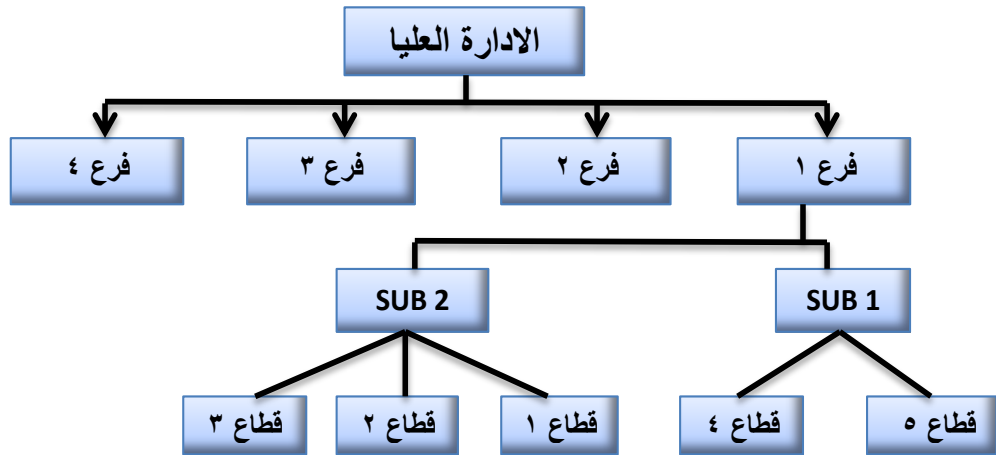 الادارة العليا
فرع ١
فرع ٢
فرع ٣
فرع ٤
SUB 1
SUB 2
قطاع ٥
قطاع ٤
قطاع ١
قطاع ٢
قطاع ٣